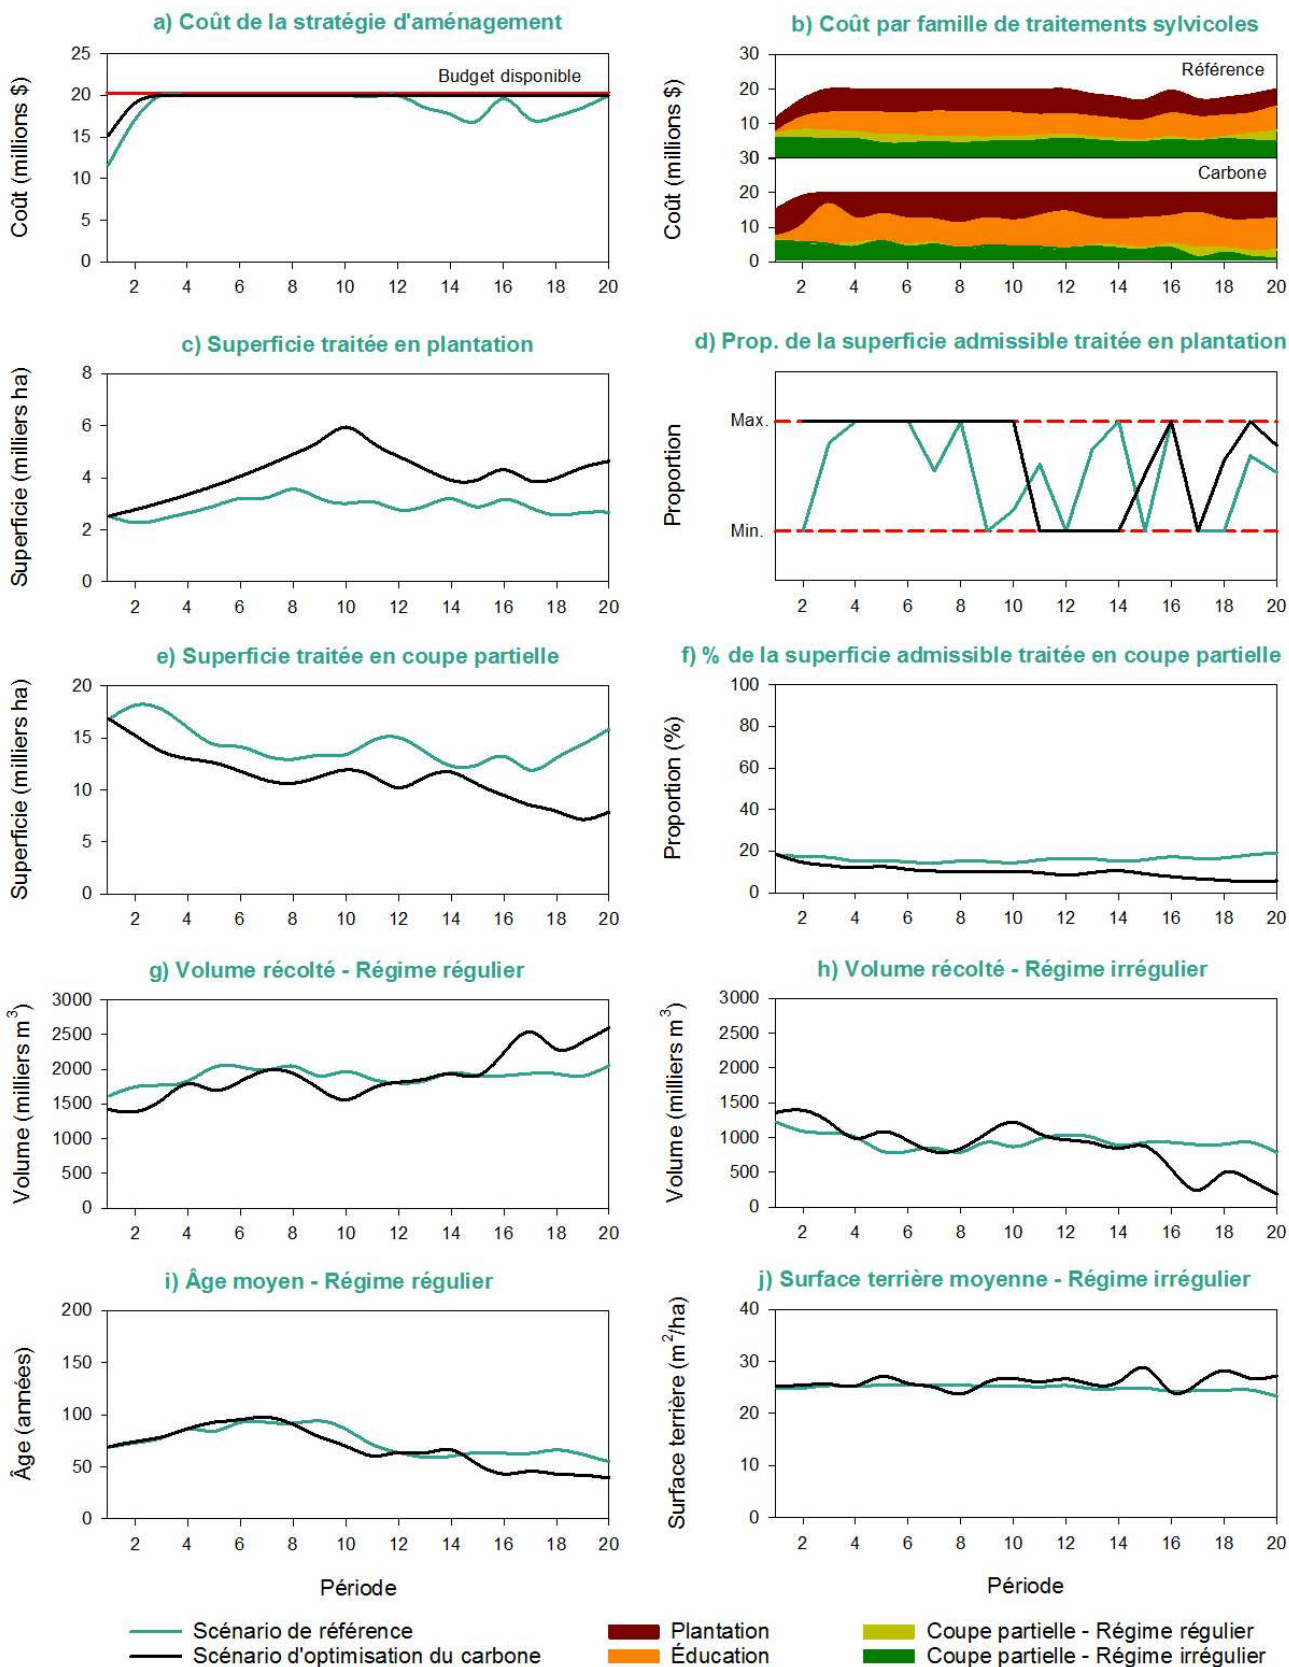 a) Coût de la stratégie d'aménagement
Coût (millions $)
25
20
15
10
5
0
Budget disponible
2 4 6 8 10 12 14 16 18 20
b) Coût par famille de traitements sylvicoles
Coût (millions $)
30
20
10
Référence
Coût (millions $)
30
20
10
0
Carbone
2 4 6 8 10 12 14 16 18 20
c) Superficie traitée en plantation
Superficie (milliers ha)
8
6
4
2
0
2 4 6 8 10 12 14 16 18 20
d) Prop. de la superficie admissible traitée en plantation
Proportion
Max.
Min.
2 4 6 8 10 12 14 16 18 20
e) Superficie traitée en coupe partielle
Superficie (milliers ha)
20
15
10
5
0
2 4 6 8 10 12 14 16 18 20
f) % de la superficie admissible traitée en coupe partielle
Proportion (%)
100
80
60
40
20
0
2 4 6 8 10 12 14 16 18 20
g) Volume récolté - Régime régulier
Volume (milliers m³)
3000
2500
2000
1500
1000
500
0
2 4 6 8 10 12 14 16 18 20
h) Volume récolté - Régime irrégulier
Volume (milliers m³)
3000
2500
2000
1500
1000
500
0
2 4 6 8 10 12 14 16 18 20
i) Âge moyen - Régime régulier
Âge (années)
200
150
100
50
0
2 4 6 8 10 12 14 16 18 20
Période
j) Surface terrière moyenne - Régime irrégulier
Surface terrière (m²/ha)
40
30
20
10
0
2 4 6 8 10 12 14 16 18 20
Période
Scénario de référence
Scénario d'optimisation du carbone
Plantation
Éducation
Coupe partielle - Régime régulier
Coupe partielle - Régime irrégulier